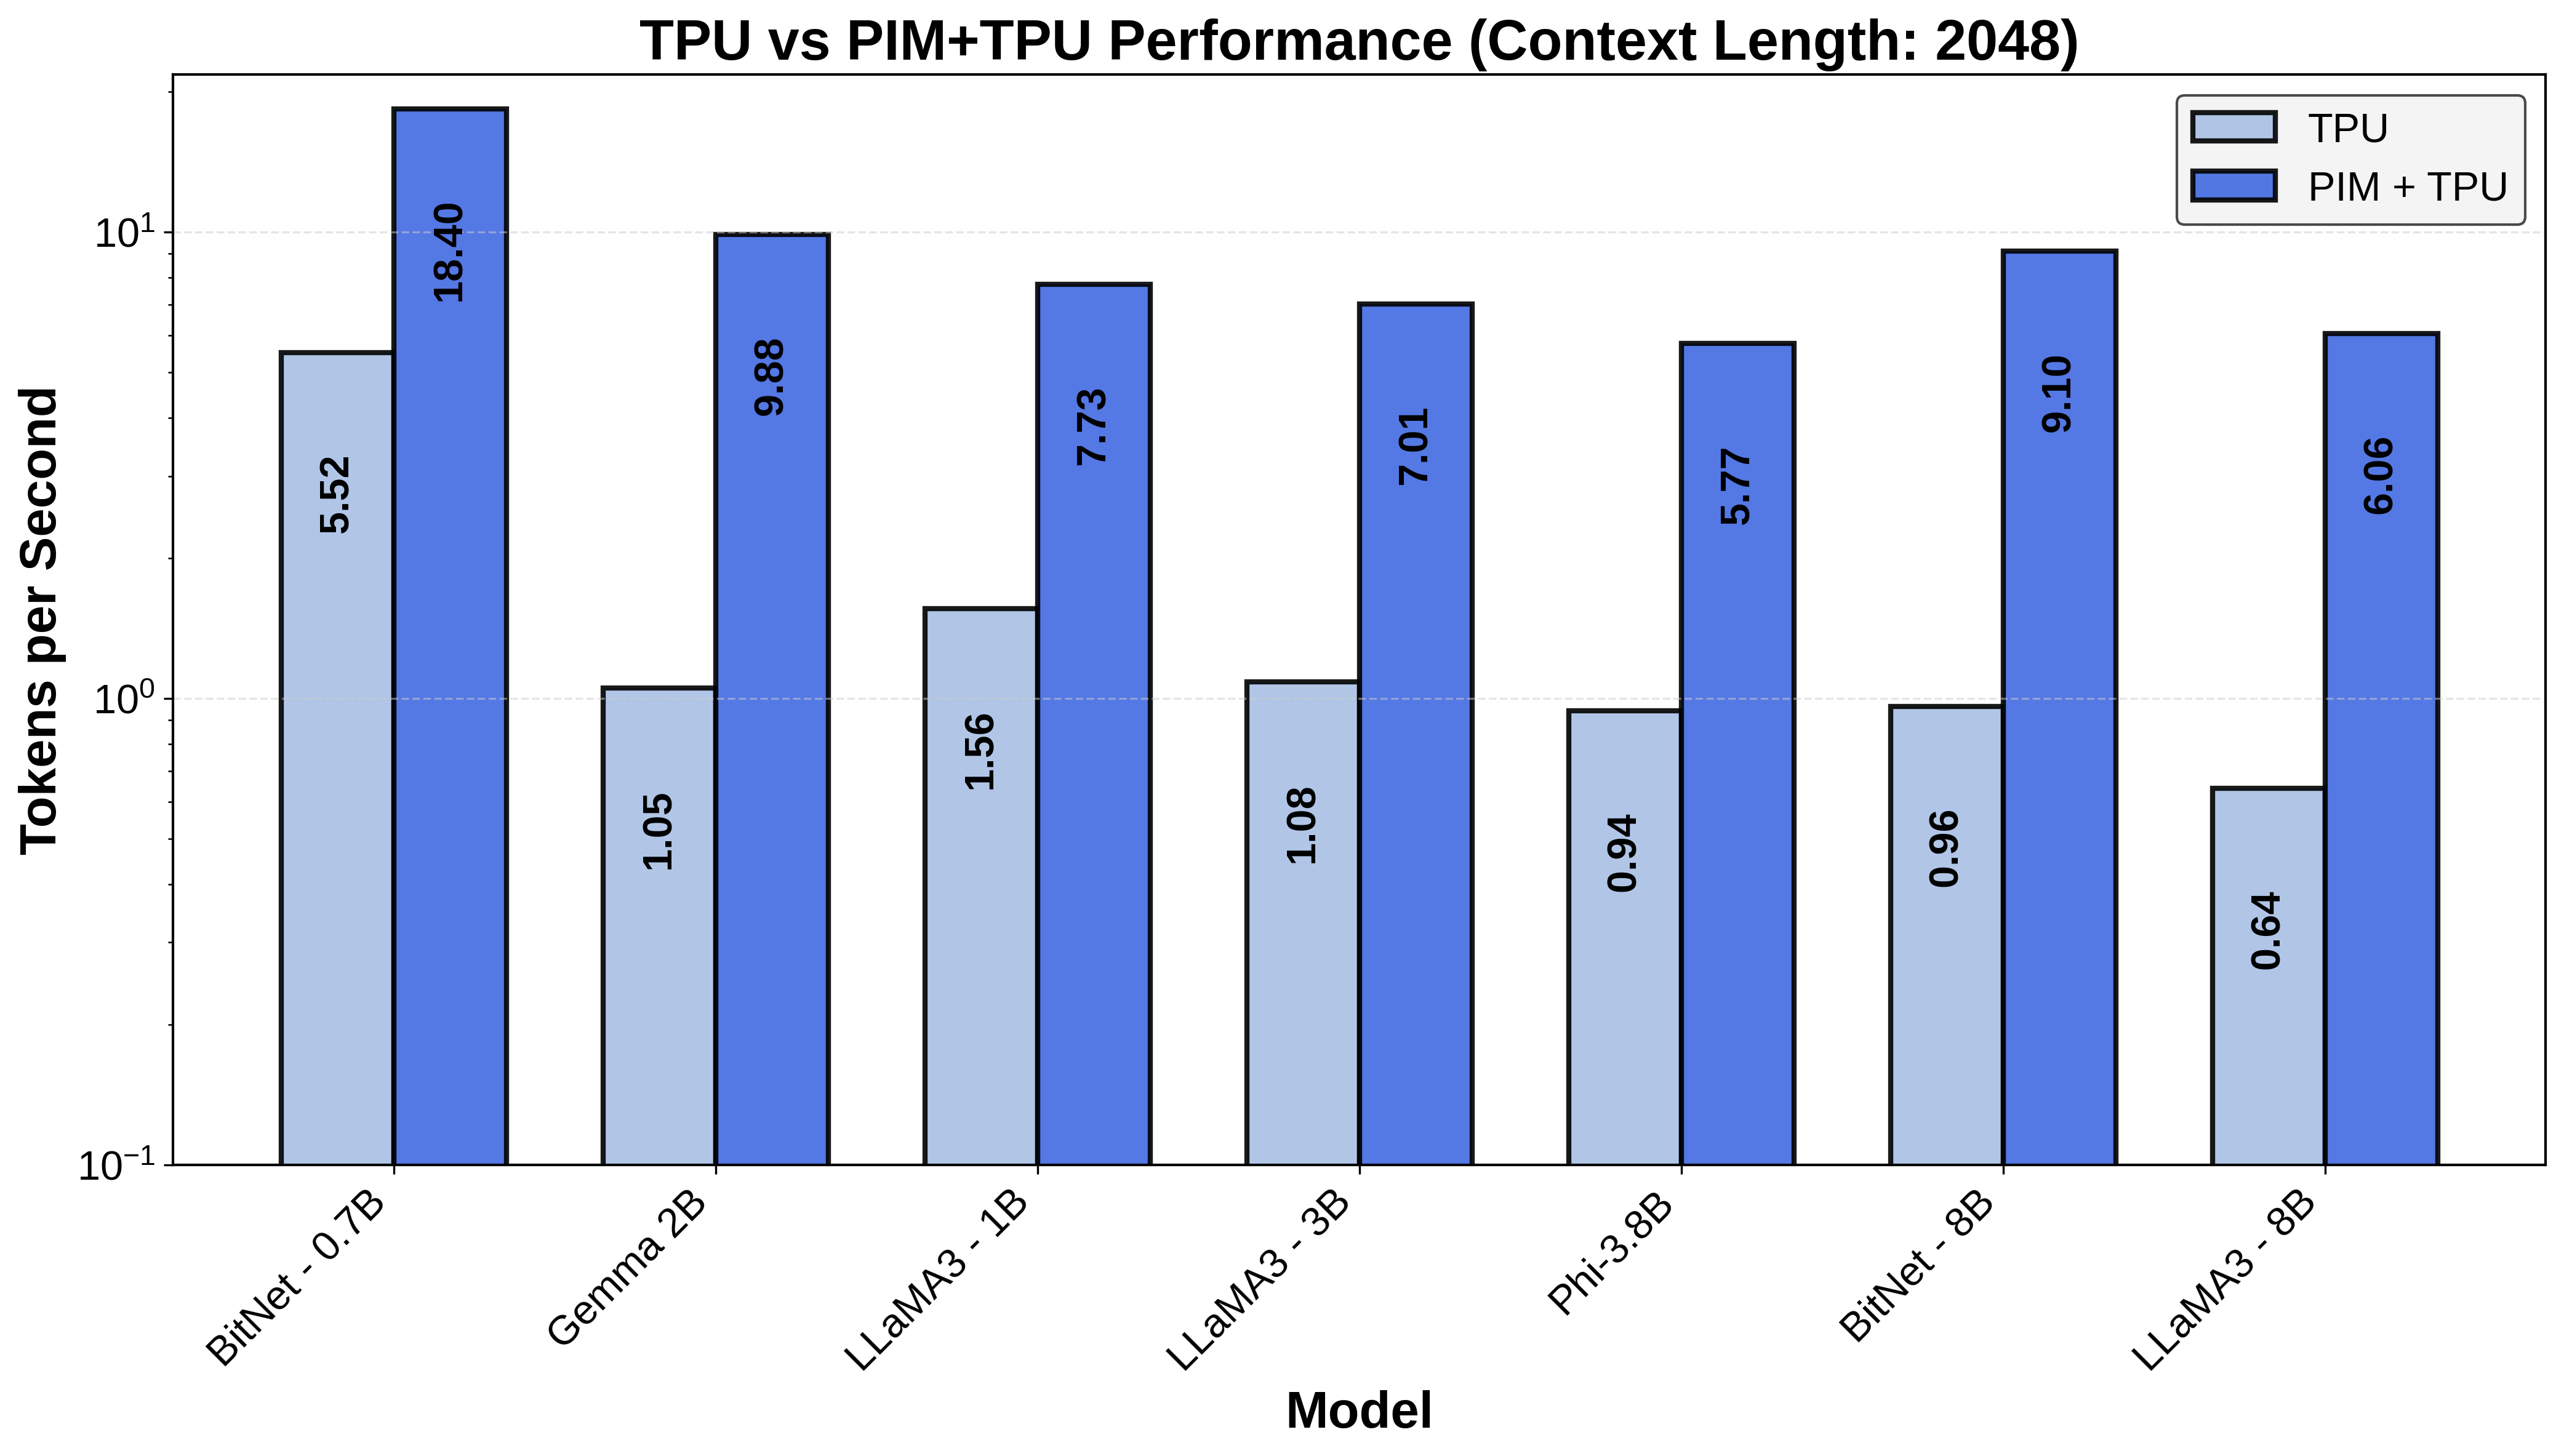 TPU vs PIM+TPU Performance (Context Length: 2048)
TPU
PIM + TPU
Tokens per Second
10¹
10⁰
10⁻¹
5.52
18.40
1.05
9.88
1.56
7.73
1.08
7.01
0.94
5.77
0.96
9.10
0.64
6.06
BitNet - 0.7B
Gemma 2B
LLaMA3 - 1B
LLaMA3 - 3B
Phi-3.8B
BitNet - 8B
LLaMA3 - 8B
Model